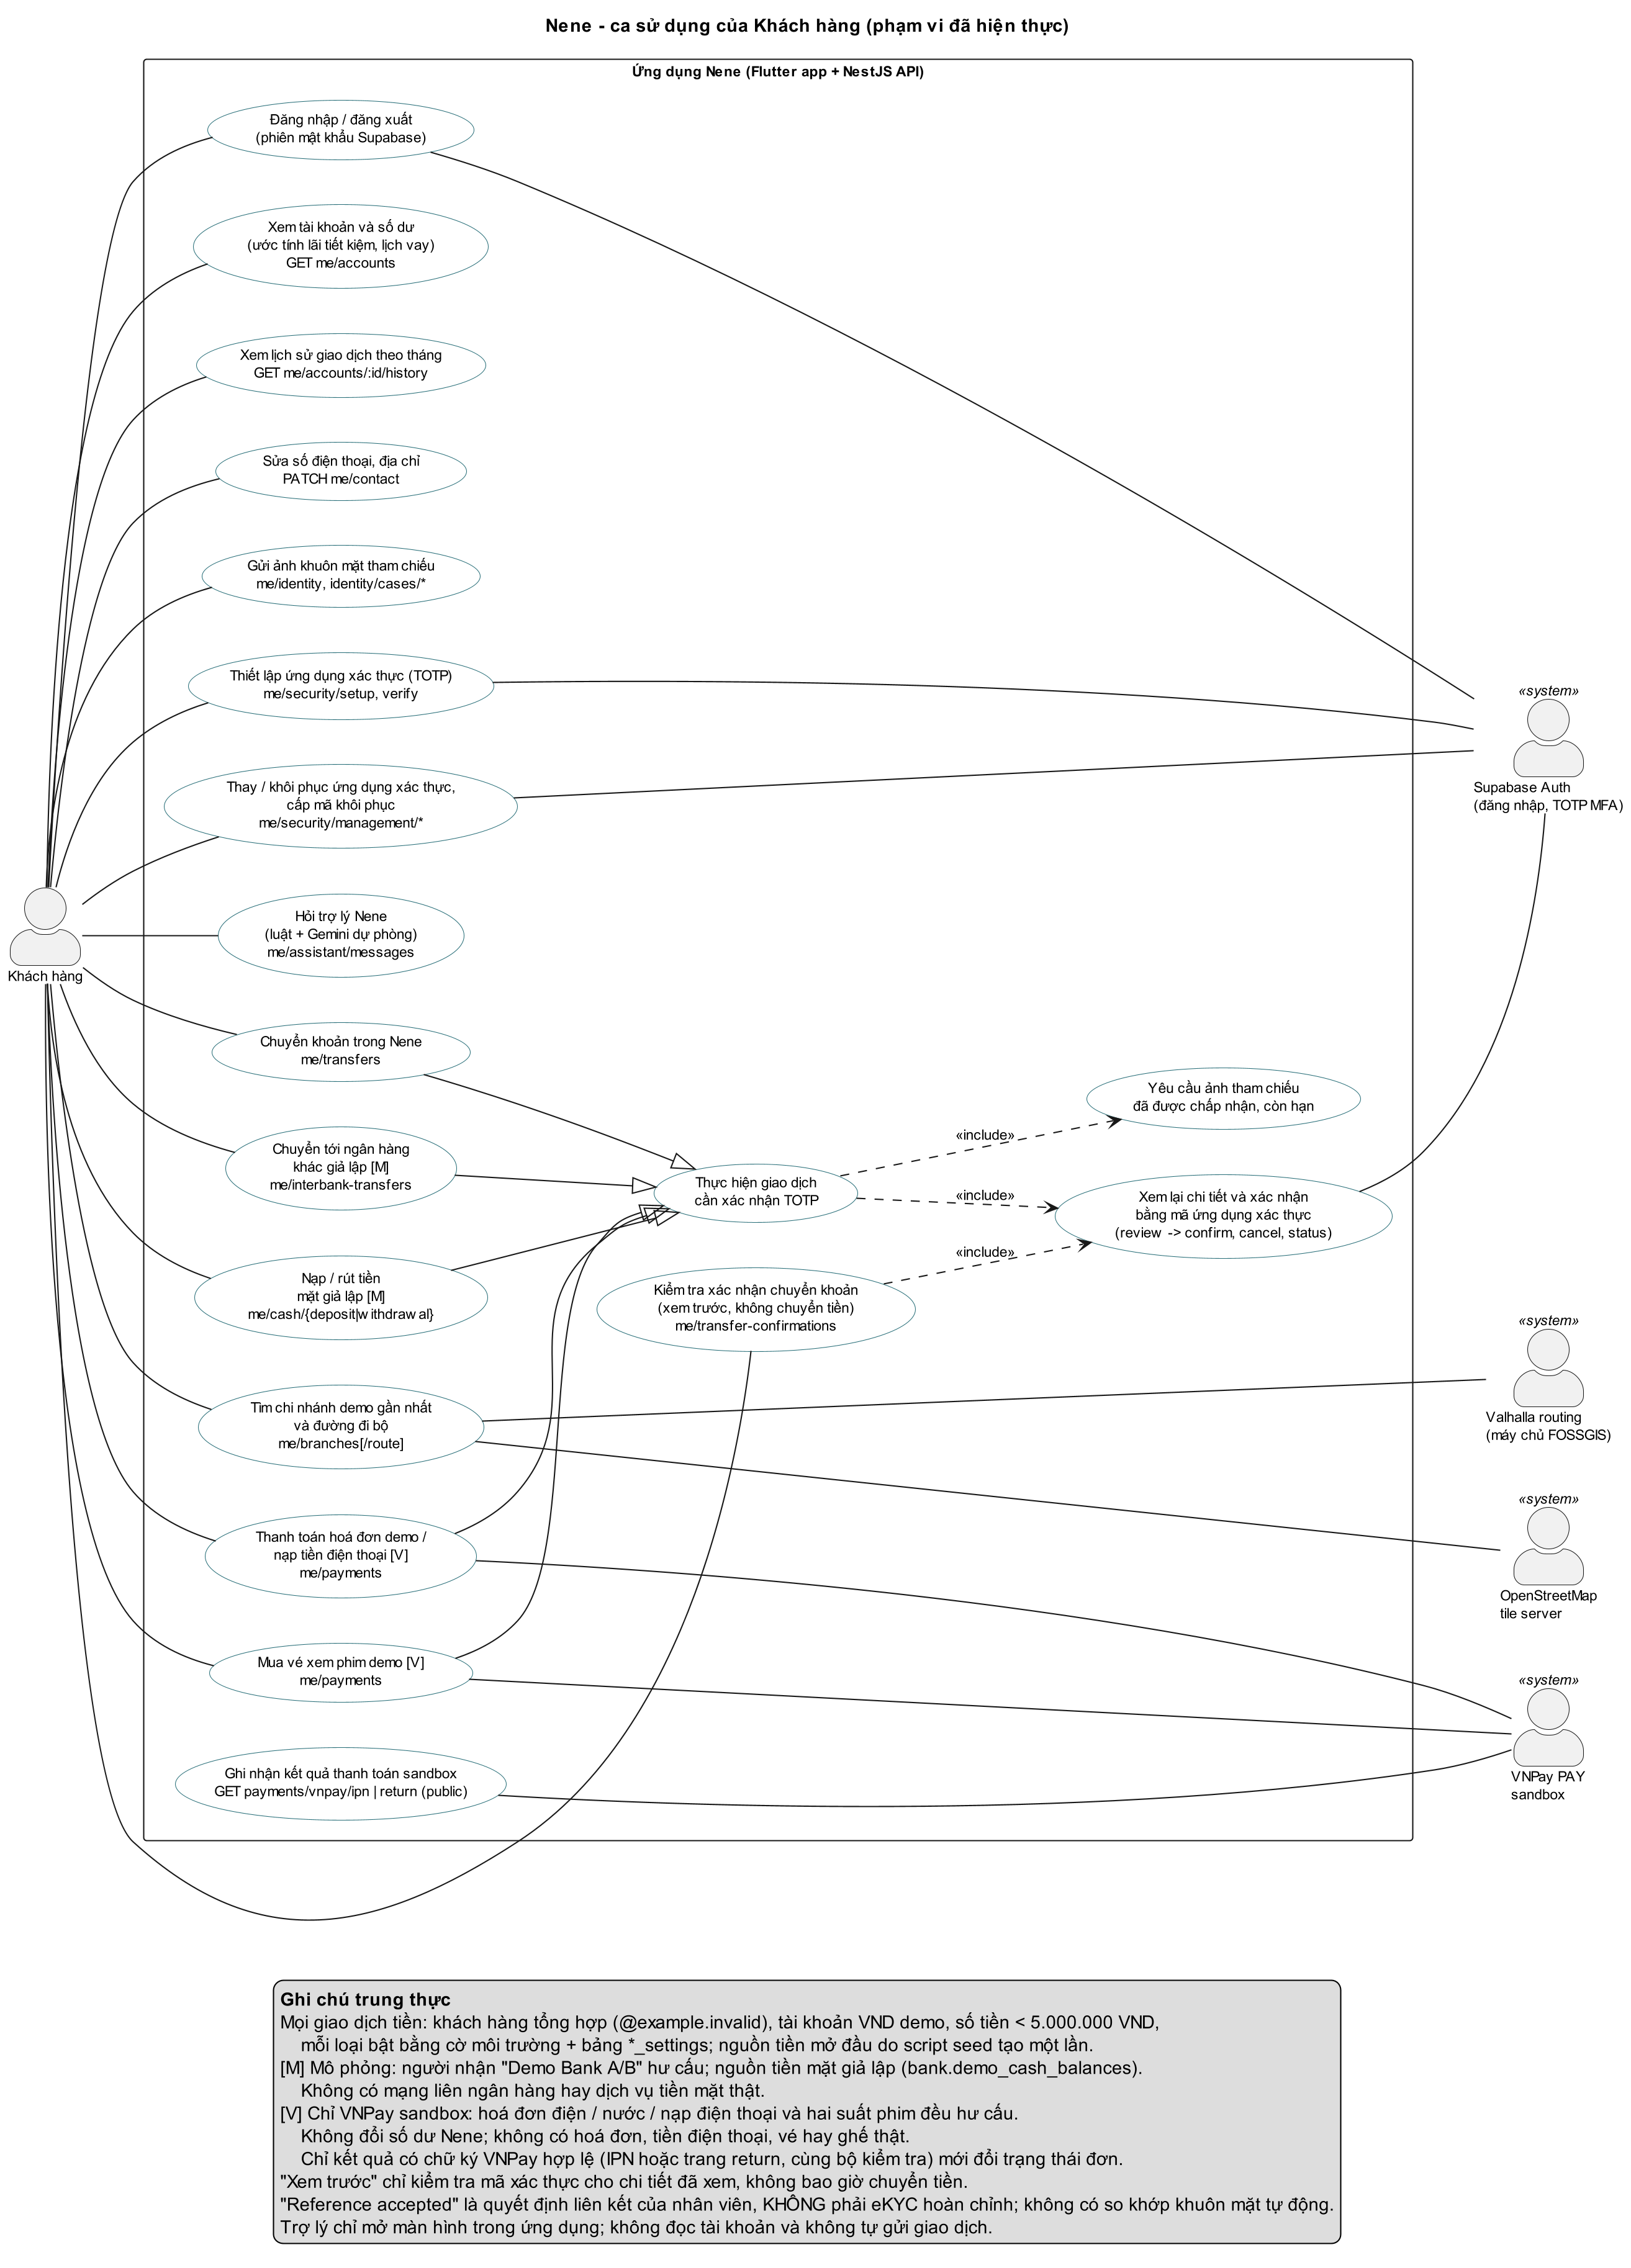 Nene - ca sử dụng của Khách hàng (phạm vi đã hiện thực)
Ứng dụng Nene (Flutter app + NestJS API)
Đăng nhập / đăng xuất
(phiên mật khẩu Supabase)
Xem tài khoản và số dư
(ước tính lãi tiết kiệm, lịch vay)
GET me/accounts
Xem lịch sử giao dịch theo tháng
GET me/accounts/:id/history
Sửa số điện thoại, địa chỉ
PATCH me/contact
Gửi ảnh khuôn mặt tham chiếu
me/identity, identity/cases/*
Thiết lập ứng dụng xác thực (TOTP)
me/security/setup, verify
«system»
Supabase Auth
(đăng nhập, TOTP MFA)
Thay / khôi phục ứng dụng xác thực,
cấp mã khôi phục
me/security/management/*
Khách hàng
Hỏi trợ lý Nene
(luật + Gemini dự phòng)
me/assistant/messages
Chuyển khoản trong Nene
me/transfers
Yêu cầu ảnh tham chiếu
đã được chấp nhận, còn hạn
«include»
Chuyển tới ngân hàng
khác giả lập [M]
me/interbank-transfers
Thực hiện giao dịch
cần xác nhận TOTP
«include»
Xem lại chi tiết và xác nhận
bằng mã ứng dụng xác thực
(review -> confirm, cancel, status)
«include»
Nạp / rút tiền
mặt giả lập [M]
me/cash/{deposit|withdrawal}
Kiểm tra xác nhận chuyển khoản
(xem trước, không chuyển tiền)
me/transfer-confirmations
«system»
Valhalla routing
(máy chủ FOSSGIS)
Tìm chi nhánh demo gần nhất
và đường đi bộ
me/branches[/route]
«system»
OpenStreetMap
tile server
Thanh toán hoá đơn demo /
nạp tiền điện thoại [V]
me/payments
Mua vé xem phim demo [V]
me/payments
«system»
VNPay PAY
sandbox
Ghi nhận kết quả thanh toán sandbox
GET payments/vnpay/ipn | return (public)
Ghi chú trung thực
Mọi giao dịch tiền: khách hàng tổng hợp (@example.invalid), tài khoản VND demo, số tiền < 5.000.000 VND,
mỗi loại bật bằng cờ môi trường + bảng *_settings; nguồn tiền mở đầu do script seed tạo một lần.
[M] Mô phỏng: người nhận "Demo Bank A/B" hư cấu; nguồn tiền mặt giả lập (bank.demo_cash_balances).
Không có mạng liên ngân hàng hay dịch vụ tiền mặt thật.
[V] Chỉ VNPay sandbox: hoá đơn điện / nước / nạp điện thoại và hai suất phim đều hư cấu.
Không đổi số dư Nene; không có hoá đơn, tiền điện thoại, vé hay ghế thật.
Chỉ kết quả có chữ ký VNPay hợp lệ (IPN hoặc trang return, cùng bộ kiểm tra) mới đổi trạng thái đơn.
"Xem trước" chỉ kiểm tra mã xác thực cho chi tiết đã xem, không bao giờ chuyển tiền.
"Reference accepted" là quyết định liên kết của nhân viên, KHÔNG phải eKYC hoàn chỉnh; không có so khớp khuôn mặt tự động.
Trợ lý chỉ mở màn hình trong ứng dụng; không đọc tài khoản và không tự gửi giao dịch.